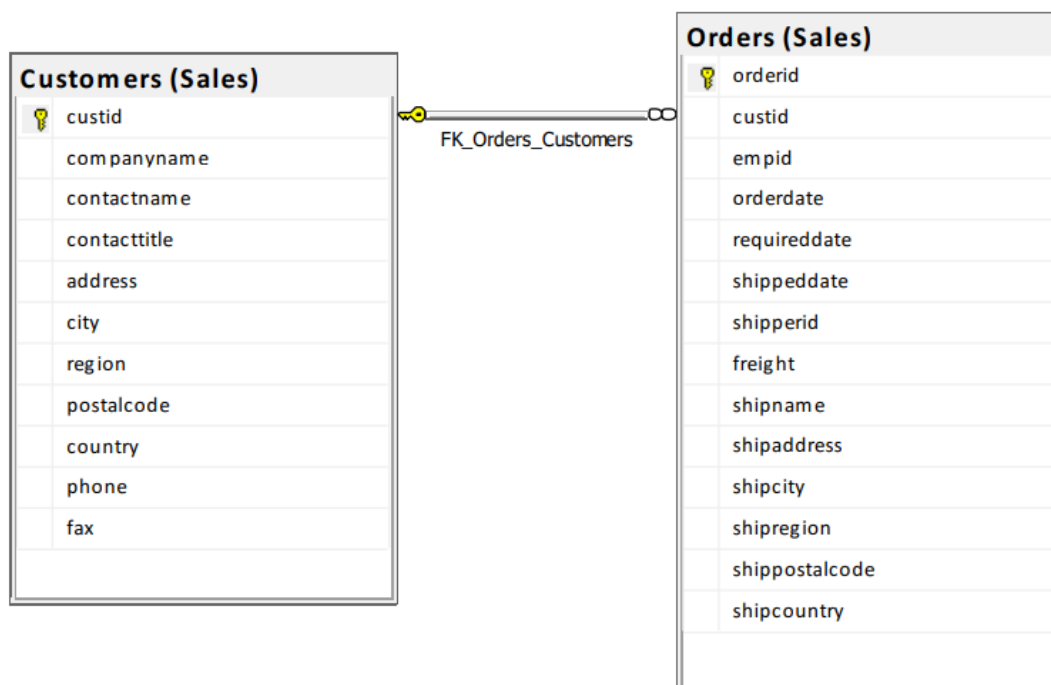 Customers (Sales)
custid
companyname
contactname
contacttitle
address
city
region
postalcode
country
phone
fax
FK_Orders_Customers
Orders (Sales)
orderid
custid
empid
orderdate
requireddate
shippeddate
shipperid
freight
shipname
shipaddress
shipcity
shipregion
shippostalcode
shipcountry